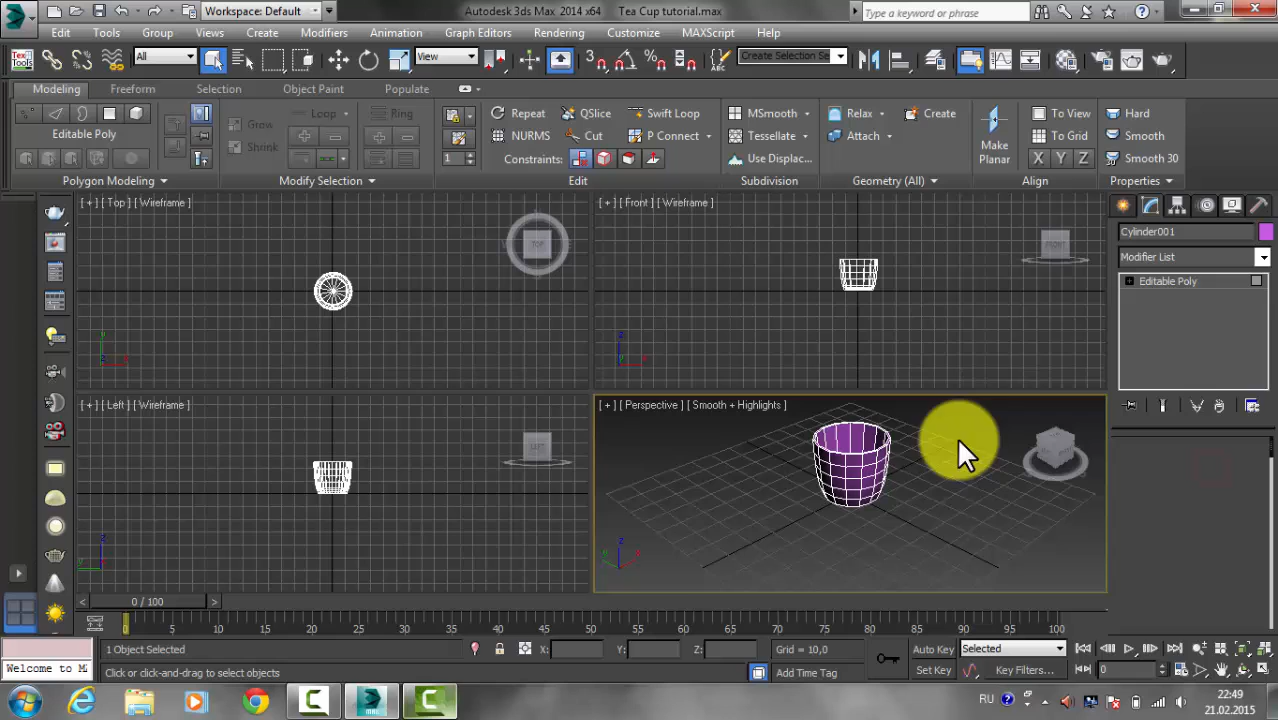 Workspace: Default
Autodesk 3ds Max 2014 x64 Tea Cup tutorial.max
Type a keyword or phrase
Edit Tools Group Views Create Modifiers Animation Graph Editors Rendering Customize MAXScript Help
All
View
Create Selection Se
Modeling Freeform Selection Object Paint Populate
Editable Poly
Polygon Modeling
Loop Ring
Grow
Shrink
Modify Selection
Repeat QSlice Swift Loop
NURMS Cut P Connect
1 Constraints:
Edit
MSmooth
Tessellate
Use Displac...
Subdivision
Relax Create
Attach
Geometry (All)
Make
Planar
To View
To Grid
X Y Z
Align
Hard
Smooth
Smooth 30
Properties
[ + ] [ Top ] [ Wireframe ]
TOP
[ + ] [ Front ] [ Wireframe ]
FRONT
[ + ] [ Left ] [ Wireframe ]
LEFT
[ + ] [ Perspective ] [ Smooth + Highlights ]
Cylinder001
Modifier List
Editable Poly
0 / 100
0 5 10 15 20 25 30 35 40 45 50 55 60 65 70 75 80 85 90 95 100
1 Object Selected
X: Y: Z: Grid = 10,0
Auto Key Selected
Welcome to M
Click or click-and-drag to select objects
Add Time Tag
Set Key Key Filters...
0
RU
22:49
21.02.2015